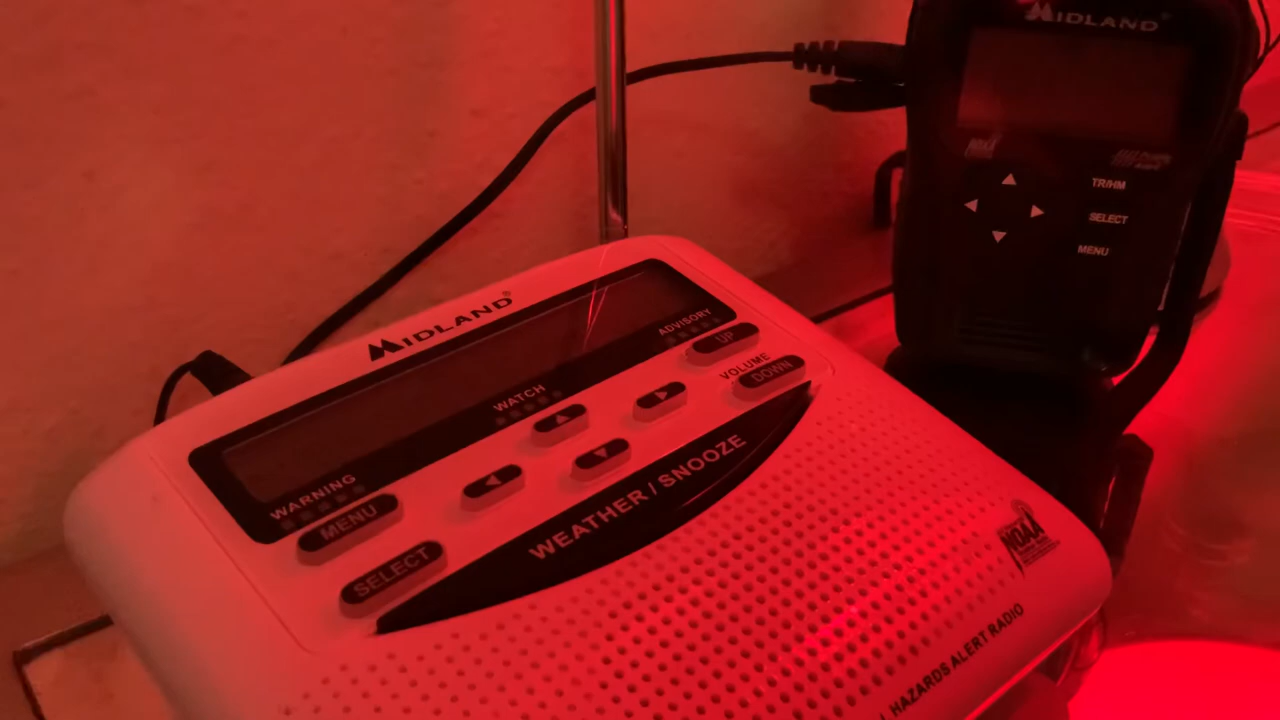 MIDLAND
TR/HM
SELECT
MENU
MIDLAND
ADVISORY
UP
VOLUME
DOWN
WATCH
WARNING
MENU
SELECT
WEATHER / SNOOZE
NOAA
HAZARDS ALERT RADIO